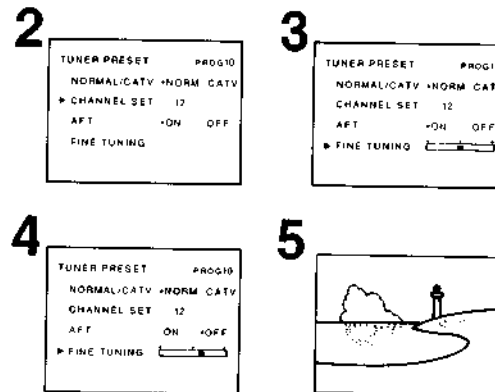 2
TUNER PRESET PROG10
NORMAL/CATV •NORM CATV
▶ CHANNEL SET 12
AFT •ON OFF
FINE TUNING
3
TUNER PRESET PROG1
NORMAL/CATV •NORM CATV
CHANNEL SET 12
AFT •ON OFF
▶ FINE TUNING
4
TUNER PRESET PROG10
NORMAL/CATV •NORM CATV
CHANNEL SET 12
AFT ON •OFF
▶ FINE TUNING
5